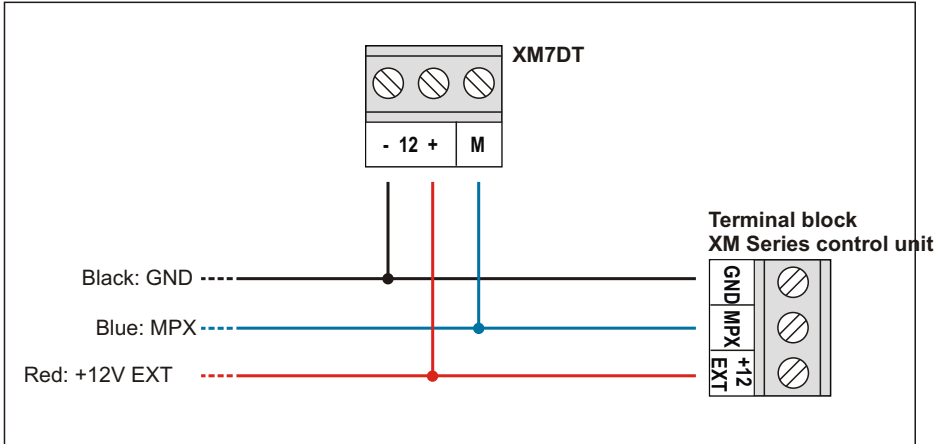 XM7DT
- 12 +
M
Terminal block
XM Series control unit
Black: GND
Blue: MPX
Red: +12V EXT
GND
MPX
+12
EXT